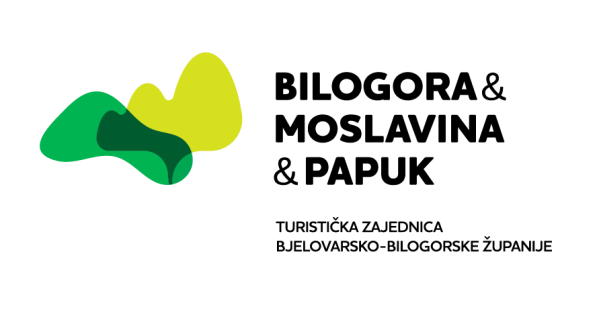 BILOGORA &
MOSLAVINA
& PAPUK
TURISTIČKA ZAJEDNICA
BJELOVARSKO-BILOGORSKE ŽUPANIJE